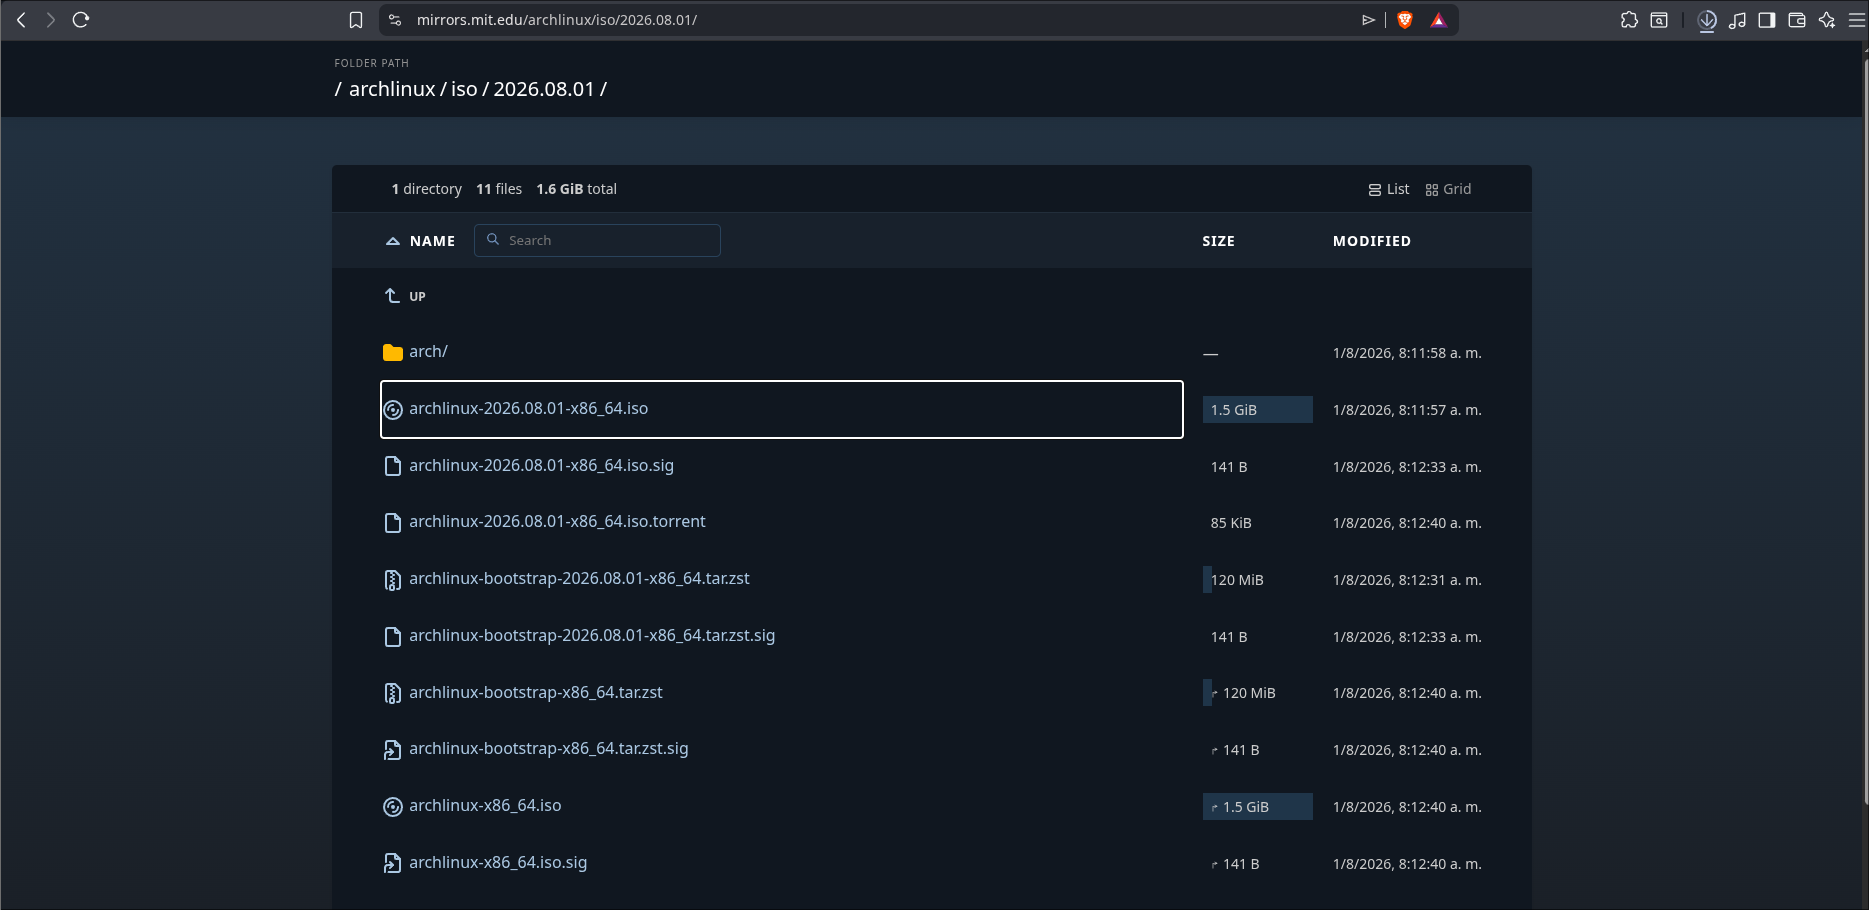 mirrors.mit.edu/archlinux/iso/2026.08.01/
FOLDER PATH
/ archlinux / iso / 2026.08.01 /
1 directory 11 files 1.6 GiB total List Grid
NAME Search SIZE MODIFIED
UP
arch/ — 1/8/2026, 8:11:58 a. m.
archlinux-2026.08.01-x86_64.iso 1.5 GiB 1/8/2026, 8:11:57 a. m.
archlinux-2026.08.01-x86_64.iso.sig 141 B 1/8/2026, 8:12:33 a. m.
archlinux-2026.08.01-x86_64.iso.torrent 85 KiB 1/8/2026, 8:12:40 a. m.
archlinux-bootstrap-2026.08.01-x86_64.tar.zst 120 MiB 1/8/2026, 8:12:31 a. m.
archlinux-bootstrap-2026.08.01-x86_64.tar.zst.sig 141 B 1/8/2026, 8:12:33 a. m.
archlinux-bootstrap-x86_64.tar.zst 120 MiB 1/8/2026, 8:12:40 a. m.
archlinux-bootstrap-x86_64.tar.zst.sig 141 B 1/8/2026, 8:12:40 a. m.
archlinux-x86_64.iso 1.5 GiB 1/8/2026, 8:12:40 a. m.
archlinux-x86_64.iso.sig 141 B 1/8/2026, 8:12:40 a. m.